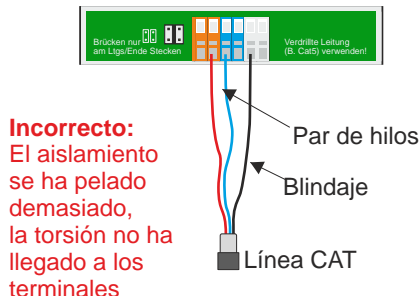 Brücken nur
am Ltgs/Ende Stecken
Verdrillte Leitung
(B. Cat5) verwenden!
Incorrecto:
El aislamiento
se ha pelado
demasiado,
la torsión no ha
llegado a los
terminales
Par de hilos
Blindaje
Línea CAT